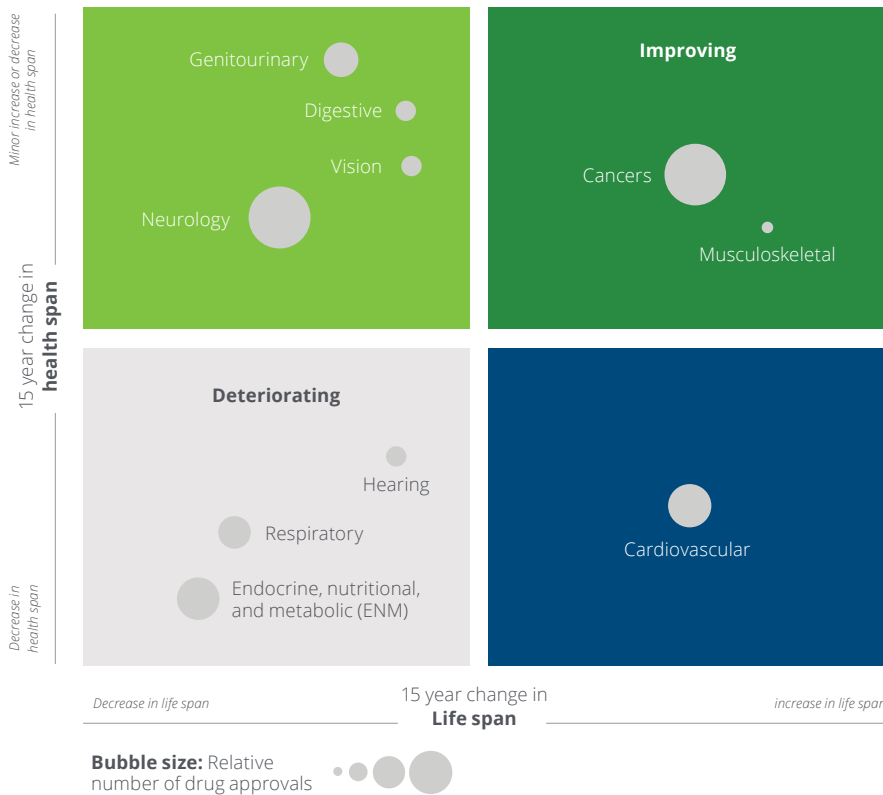 Minor increase or decrease
in health span
15 year change in
health span
Decrease in
health span
Genitourinary
Digestive
Vision
Neurology
Improving
Cancers
Musculoskeletal
Deteriorating
Hearing
Respiratory
Endocrine, nutritional,
and metabolic (ENM)
Cardiovascular
Decrease in life span
15 year change in
Life span
increase in life span
Bubble size: Relative
number of drug approvals